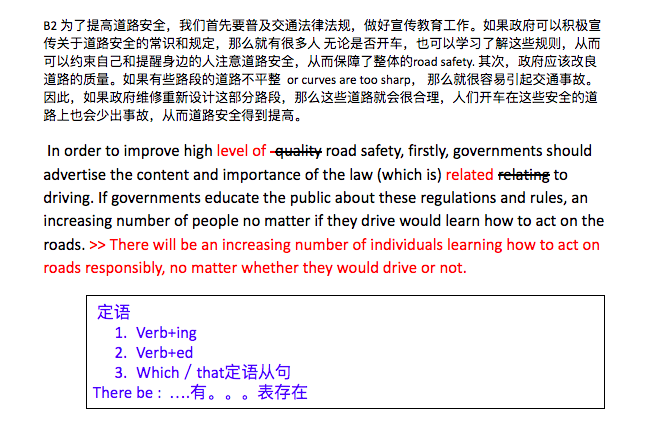 B2 为了提高道路安全，我们首先要普及交通法律法规，做好宣传教育工作。如果政府可以积极宣
传关于道路安全的常识和规定，那么就有很多人 无论是否开车，也可以学习了解这些规则，从而
可以约束自己和提醒身边的人注意道路安全，从而保障了整体的road safety. 其次，政府应该改良
道路的质量。如果有些路段的道路不平整 or curves are too sharp， 那么就很容易引起交通事故。
因此，如果政府维修重新设计这部分路段，那么这些道路就会很合理，人们开车在这些安全的道
路上也会少出事故，从而道路安全得到提高。
In order to improve high level of quality road safety, firstly, governments should
advertise the content and importance of the law (which is) related relating to
driving. If governments educate the public about these regulations and rules, an
increasing number of people no matter if they drive would learn how to act on the
roads. >> There will be an increasing number of individuals learning how to act on
roads responsibly, no matter whether they would drive or not.
定语
1. Verb+ing
2. Verb+ed
3. Which／that定语从句
There be： ....有。。。表存在